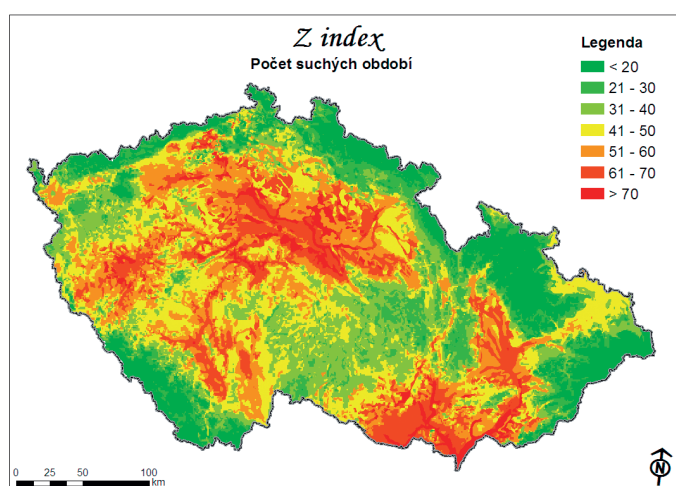 Z index
Počet suchých období
Legenda
< 20
21 - 30
31 - 40
41 - 50
51 - 60
61 - 70
> 70
0 25 50 100
km
N